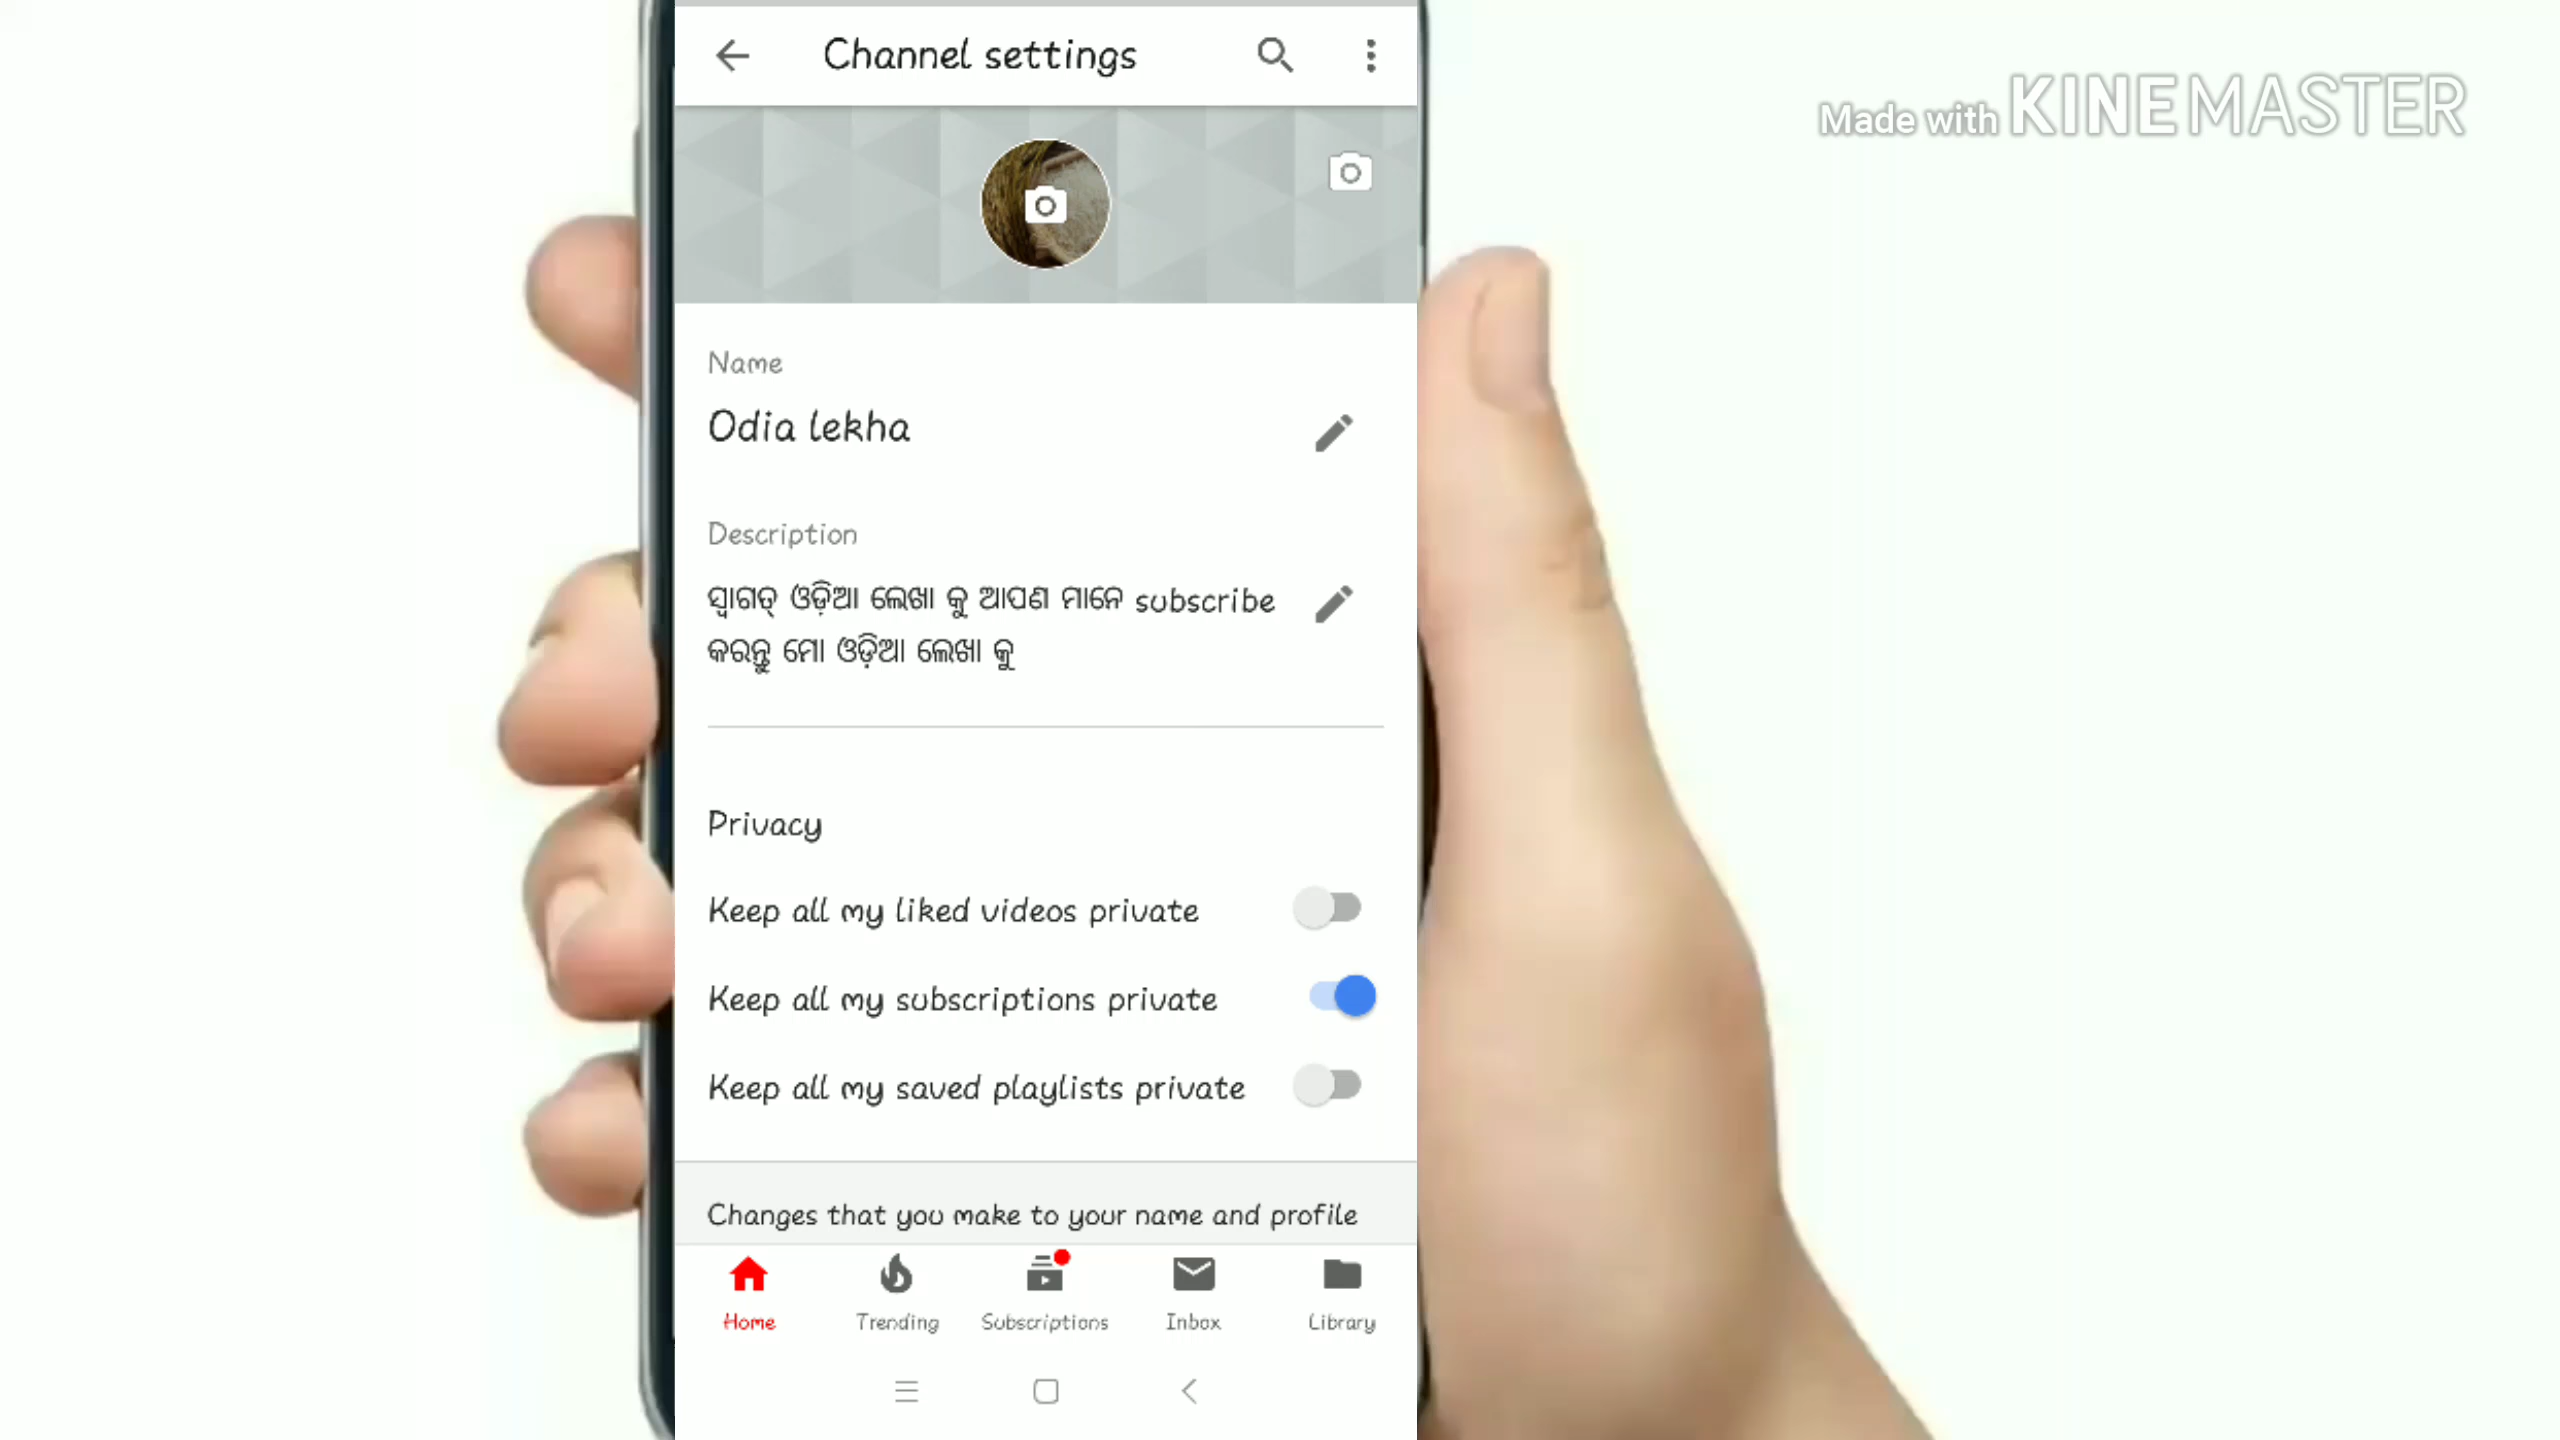 Channel settings
Made with KINEMASTER
Name
Odia lekha
Description
ସ୍ୱାଗତ୍ ଓଡ଼ିଆ ଲେଖା କୁ ଆପଣ ମାନେ subscribe
କରନ୍ତୁ ମୋ ଓଡ଼ିଆ ଲେଖା କୁ
Privacy
Keep all my liked videos private
Keep all my subscriptions private
Keep all my saved playlists private
Changes that you make to your name and profile
Home Trending Subscriptions Inbox Library